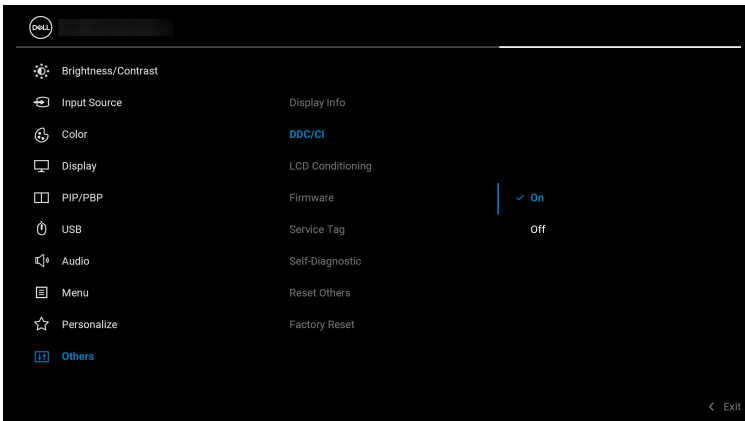 DELL
Brightness/Contrast
Input Source
Display Info
Color
DDC/CI
Display
LCD Conditioning
PIP/PBP
Firmware
On
USB
Service Tag
Off
Audio
Self-Diagnostic
Menu
Reset Others
Personalize
Factory Reset
Others
Exit